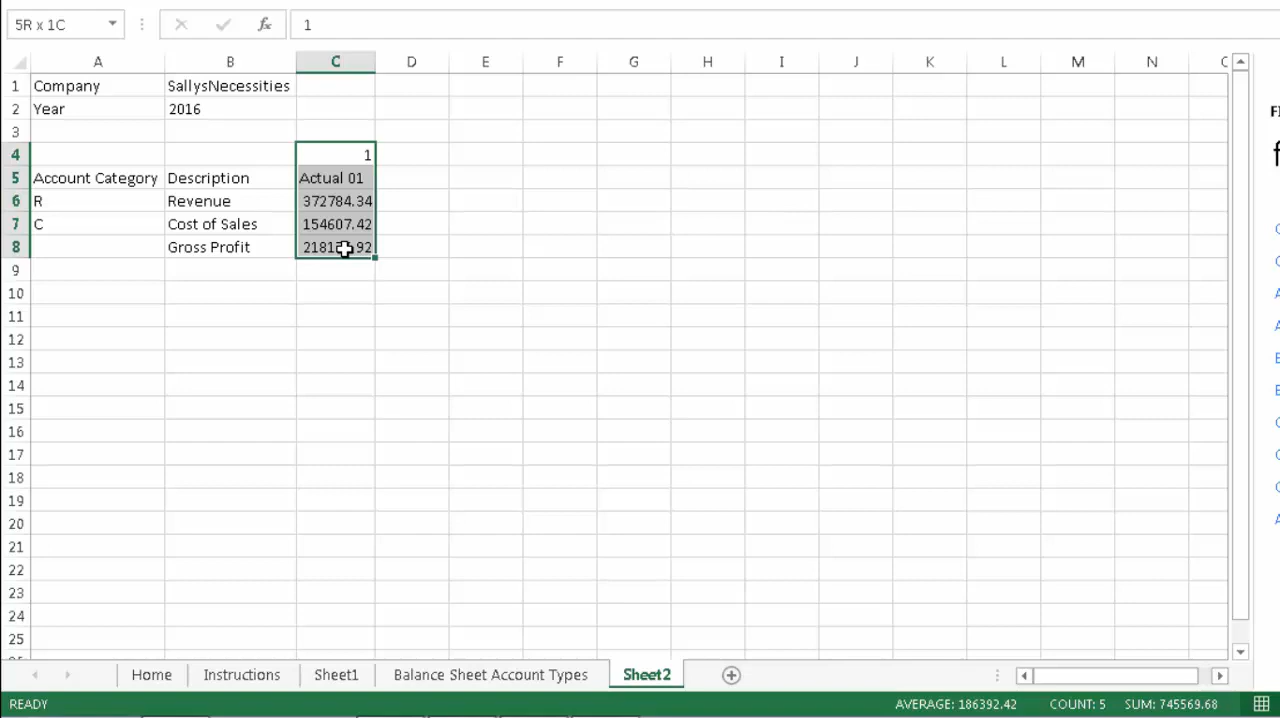 5R x 1C fx 1
A B C D E F G H I J K L M N
1 Company SallysNecessities
2 Year 2016
3
4 1
5 Account Category Description Actual 01
6 R Revenue 372784.34
7 C Cost of Sales 154607.42
8 Gross Profit
9
10
11
12
13
14
15
16
17
18
19
20
21
22
23
24
25
Home Instructions Sheet1 Balance Sheet Account Types Sheet2
READY AVERAGE: 186392.42 COUNT: 5 SUM: 745569.68